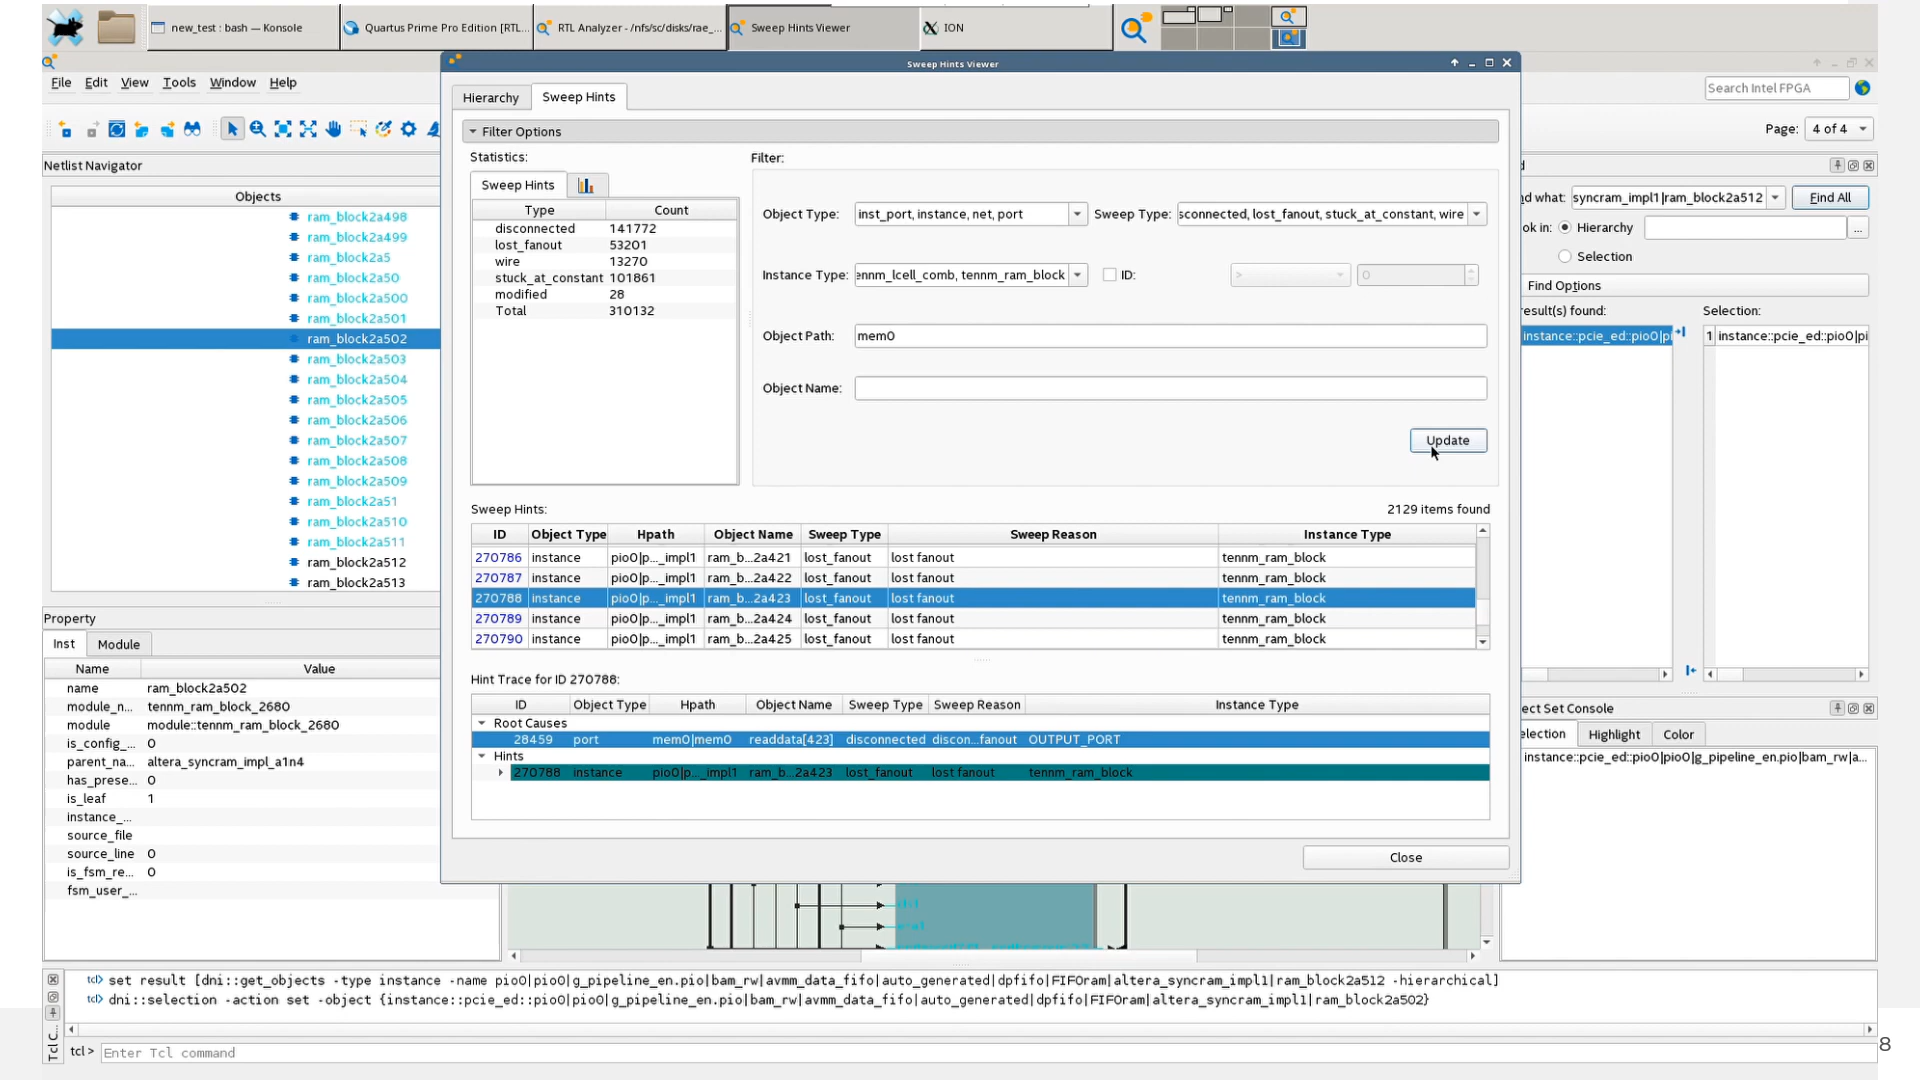 new_test : bash — Konsole
Quartus Prime Pro Edition [RTL...
RTL Analyzer - /nfs/sc/disks/rae_...
Sweep Hints Viewer
ION
Sweep Hints Viewer
File Edit View Tools Window Help
Search Intel FPGA
Page: 4 of 4
Hierarchy
Sweep Hints
Filter Options
Statistics:
Filter:
Sweep Hints
Type Count
disconnected 141772
lost_fanout 53201
wire 13270
stuck_at_constant 101861
modified 28
Total 310132
Object Type: inst_port, instance, net, port
Sweep Type: sconnected, lost_fanout, stuck_at_constant, wire
Instance Type: ennm_lcell_comb, tennm_ram_block
ID: > 0
Object Path: mem0
Object Name:
Update
Netlist Navigator
Objects
ram_block2a498
ram_block2a499
ram_block2a5
ram_block2a50
ram_block2a500
ram_block2a501
ram_block2a502
ram_block2a503
ram_block2a504
ram_block2a505
ram_block2a506
ram_block2a507
ram_block2a508
ram_block2a509
ram_block2a51
ram_block2a510
ram_block2a511
ram_block2a512
ram_block2a513
Sweep Hints:
2129 items found
ID Object Type Hpath Object Name Sweep Type Sweep Reason Instance Type
270786 instance pio0|p..._impl1 ram_b...2a421 lost_fanout lost fanout tennm_ram_block
270787 instance pio0|p..._impl1 ram_b...2a422 lost_fanout lost fanout tennm_ram_block
270788 instance pio0|p..._impl1 ram_b...2a423 lost_fanout lost fanout tennm_ram_block
270789 instance pio0|p..._impl1 ram_b...2a424 lost_fanout lost fanout tennm_ram_block
270790 instance pio0|p..._impl1 ram_b...2a425 lost_fanout lost fanout tennm_ram_block
Hint Trace for ID 270788:
ID Object Type Hpath Object Name Sweep Type Sweep Reason Instance Type
Root Causes
28459 port mem0|mem0 readdata[423] disconnected discon...fanout OUTPUT_PORT
Hints
270788 instance pio0|p..._impl1 ram_b...2a423 lost_fanout lost fanout tennm_ram_block
Close
Property
Inst Module
Name Value
name ram_block2a502
module_n... tennm_ram_block_2680
module module::tennm_ram_block_2680
is_config_... 0
parent_na... altera_syncram_impl_a1n4
has_prese... 0
is_leaf 1
instance_...
source_file
source_line 0
is_fsm_re... 0
fsm_user_...
d
d what: syncram_impl1|ram_block2a512 Find All
ok in: Hierarchy ...
Selection
Find Options
esult(s) found:
Selection:
instance::pcie_ed::pio0|pi
1 instance::pcie_ed::pio0|pi
ect Set Console
election Highlight Color
instance::pcie_ed::pio0|pio0|g_pipeline_en.pio|bam_rw|a...
tcl> set result [dni::get_objects -type instance -name pio0|pio0|g_pipeline_en.pio|bam_rw|avmm_data_fifo|auto_generated|dpfifo|FIFOram|altera_syncram_impl1|ram_block2a512 -hierarchical]
tcl> dni::selection -action set -object {instance::pcie_ed::pio0|pio0|g_pipeline_en.pio|bam_rw|avmm_data_fifo|auto_generated|dpfifo|FIFOram|altera_syncram_impl1|ram_block2a502}
Tcl C...
tcl > Enter Tcl command
8